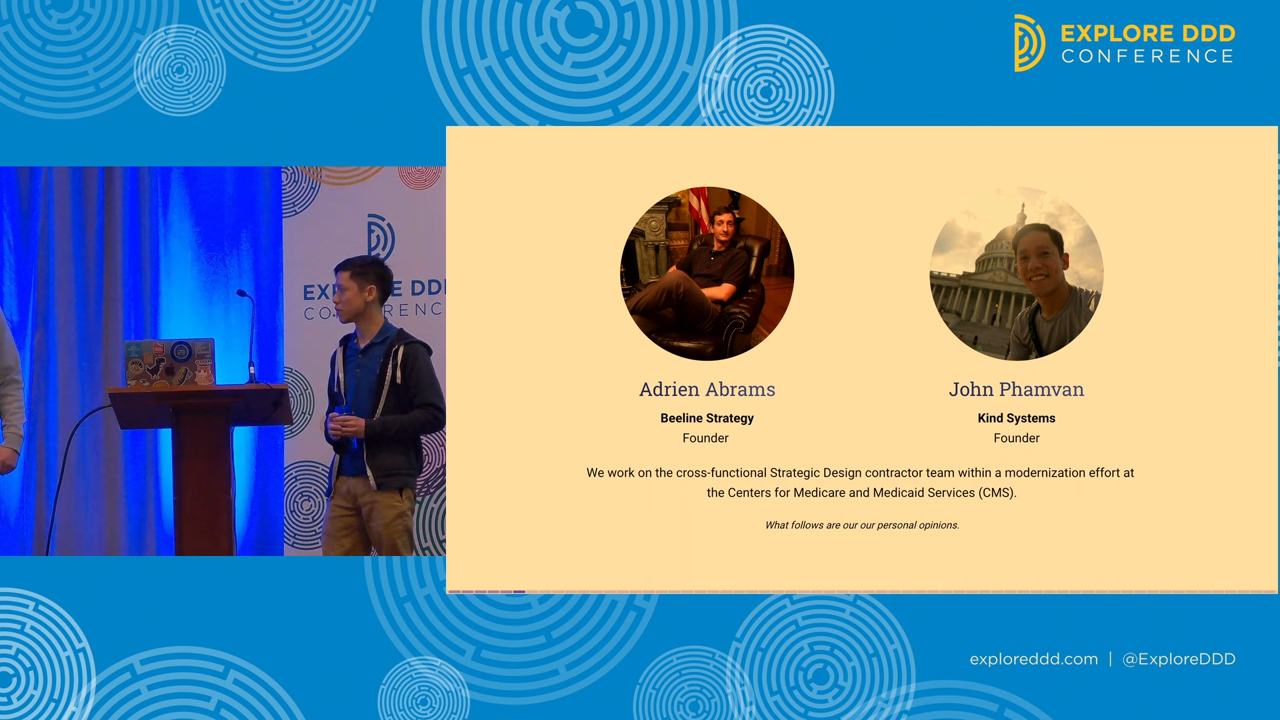 EXPLORE DDD
CONFERENCE
Adrien Abrams
Beeline Strategy
Founder
John Phamvan
Kind Systems
Founder
We work on the cross-functional Strategic Design contractor team within a modernization effort at
the Centers for Medicare and Medicaid Services (CMS).
What follows are our our personal opinions.
exploreddd.com | @ExploreDDD